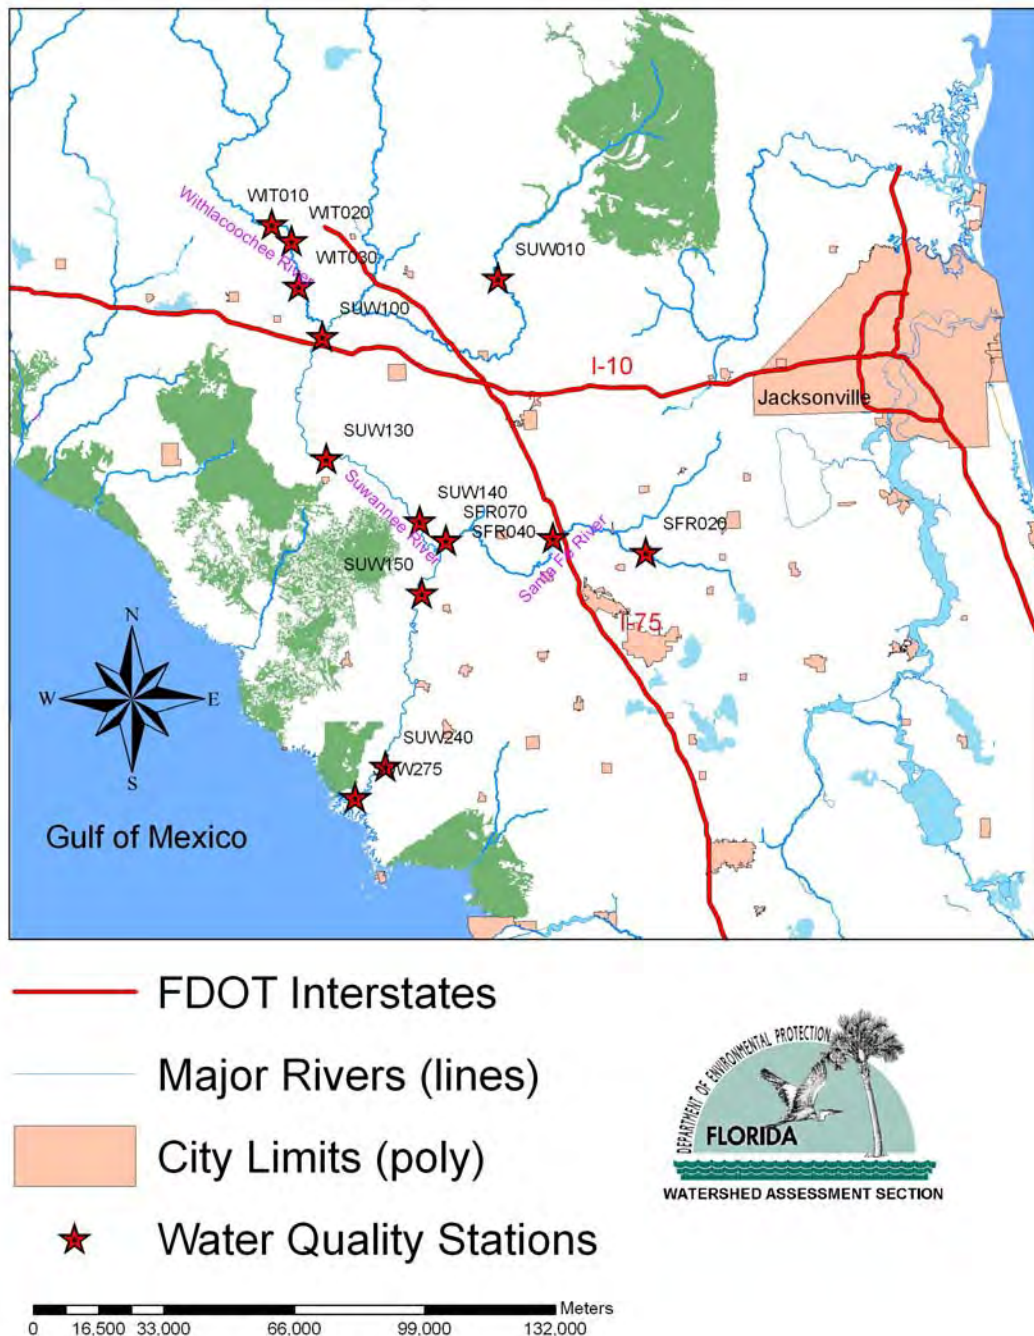 WIT010
WIT020
Withlacoochee River
WIT030
SUW010
SUW100
I-10
Jacksonville
SUW130
SUW140
SFR070
SFR040
SFR020
Suwannee River
Santa Fe River
SUW150
I-75
N
W
E
S
SUW240
SUW275
Gulf of Mexico
FDOT Interstates
Major Rivers (lines)
City Limits (poly)
Water Quality Stations
DEPARTMENT OF ENVIRONMENTAL PROTECTION
FLORIDA
WATERSHED ASSESSMENT SECTION
Meters
0 16,500 33,000 66,000 99,000 132,000